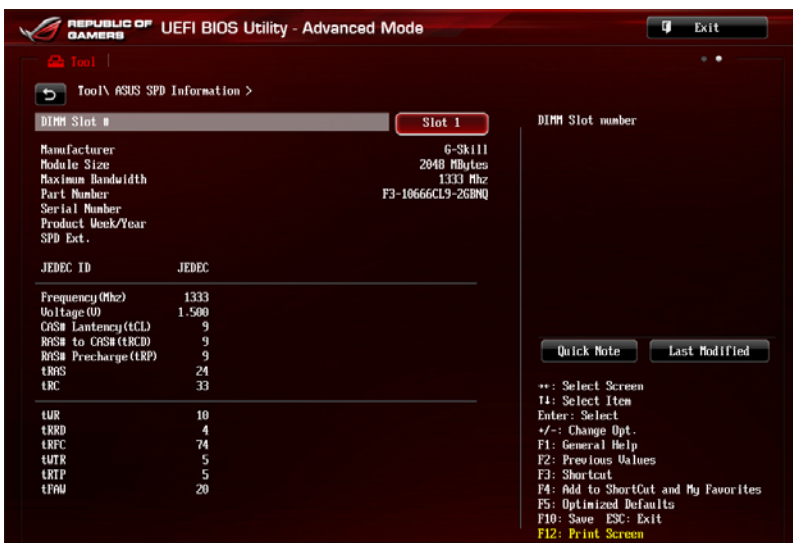 REPUBLIC OF
GAMERS
UEFI BIOS Utility - Advanced Mode
Exit
Tool
Tool\ ASUS SPD Information >
DIMM Slot #
Slot 1
DIMM Slot number
Manufacturer G-Skill
Module Size 2048 MBytes
Maximum Bandwidth 1333 Mhz
Part Number F3-10666CL9-2GBNQ
Serial Number
Product Week/Year
SPD Ext.
JEDEC ID JEDEC
Frequency(Mhz) 1333
Voltage(V) 1.500
CAS# Lantency(tCL) 9
RAS# to CAS#(tRCD) 9
RAS# Precharge(tRP) 9
tRAS 24
tRC 33
tWR 10
tRRD 4
tRFC 74
tWTR 5
tRTP 5
tFAW 20
Quick Note
Last Modified
→←: Select Screen
↑↓: Select Item
Enter: Select
+/-: Change Opt.
F1: General Help
F2: Previous Values
F3: Shortcut
F4: Add to ShortCut and My Favorites
F5: Optimized Defaults
F10: Save ESC: Exit
F12: Print Screen